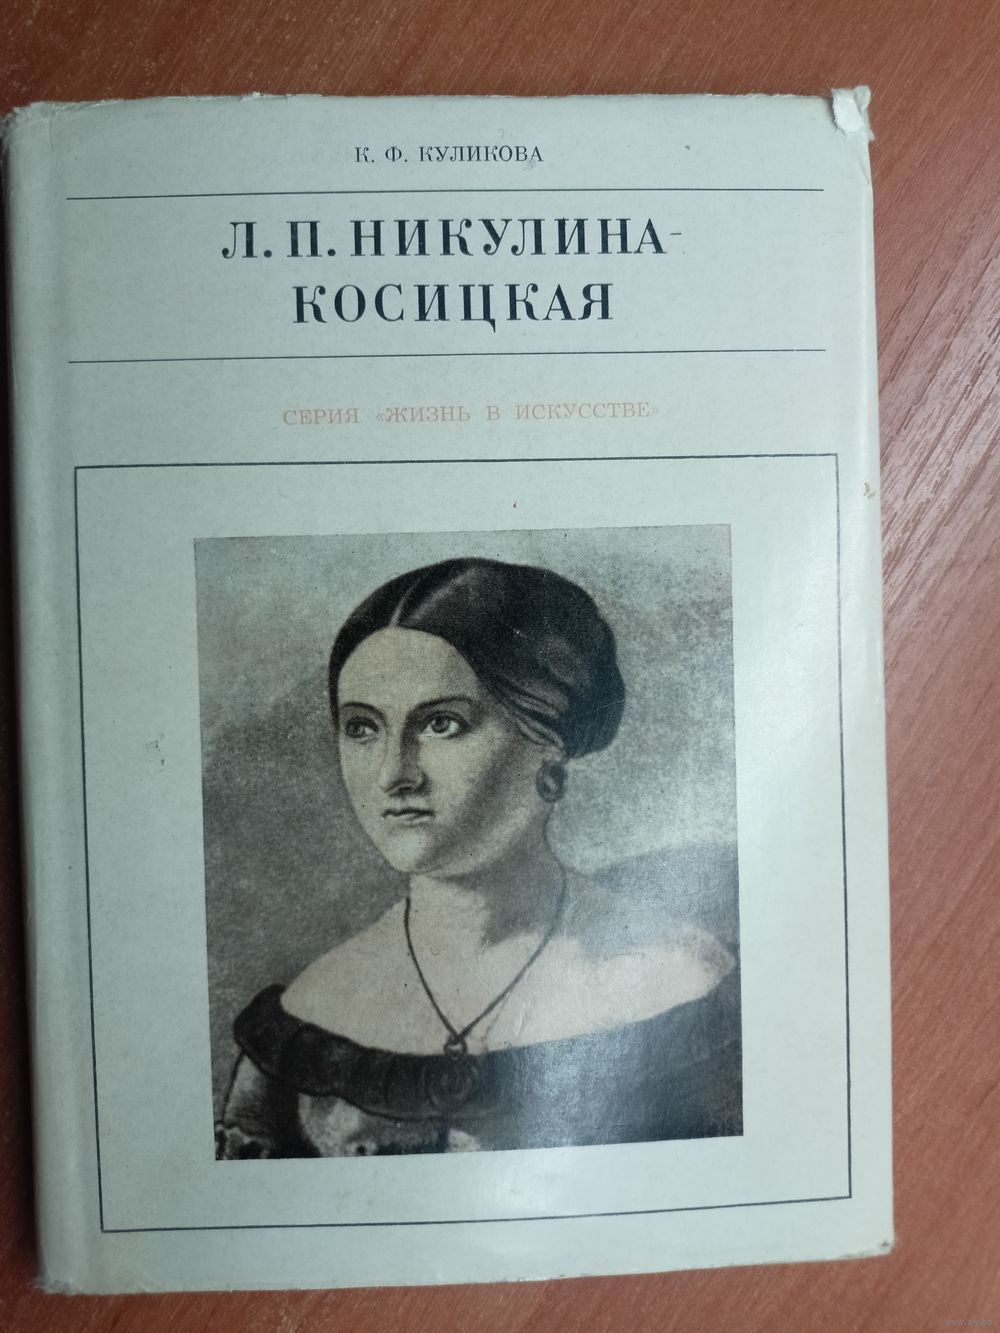 К. Ф. КУЛИКОВА
Л. П. НИКУЛИНА-
КОСИЦКАЯ
СЕРИЯ «ЖИЗНЬ В ИСКУССТВЕ»